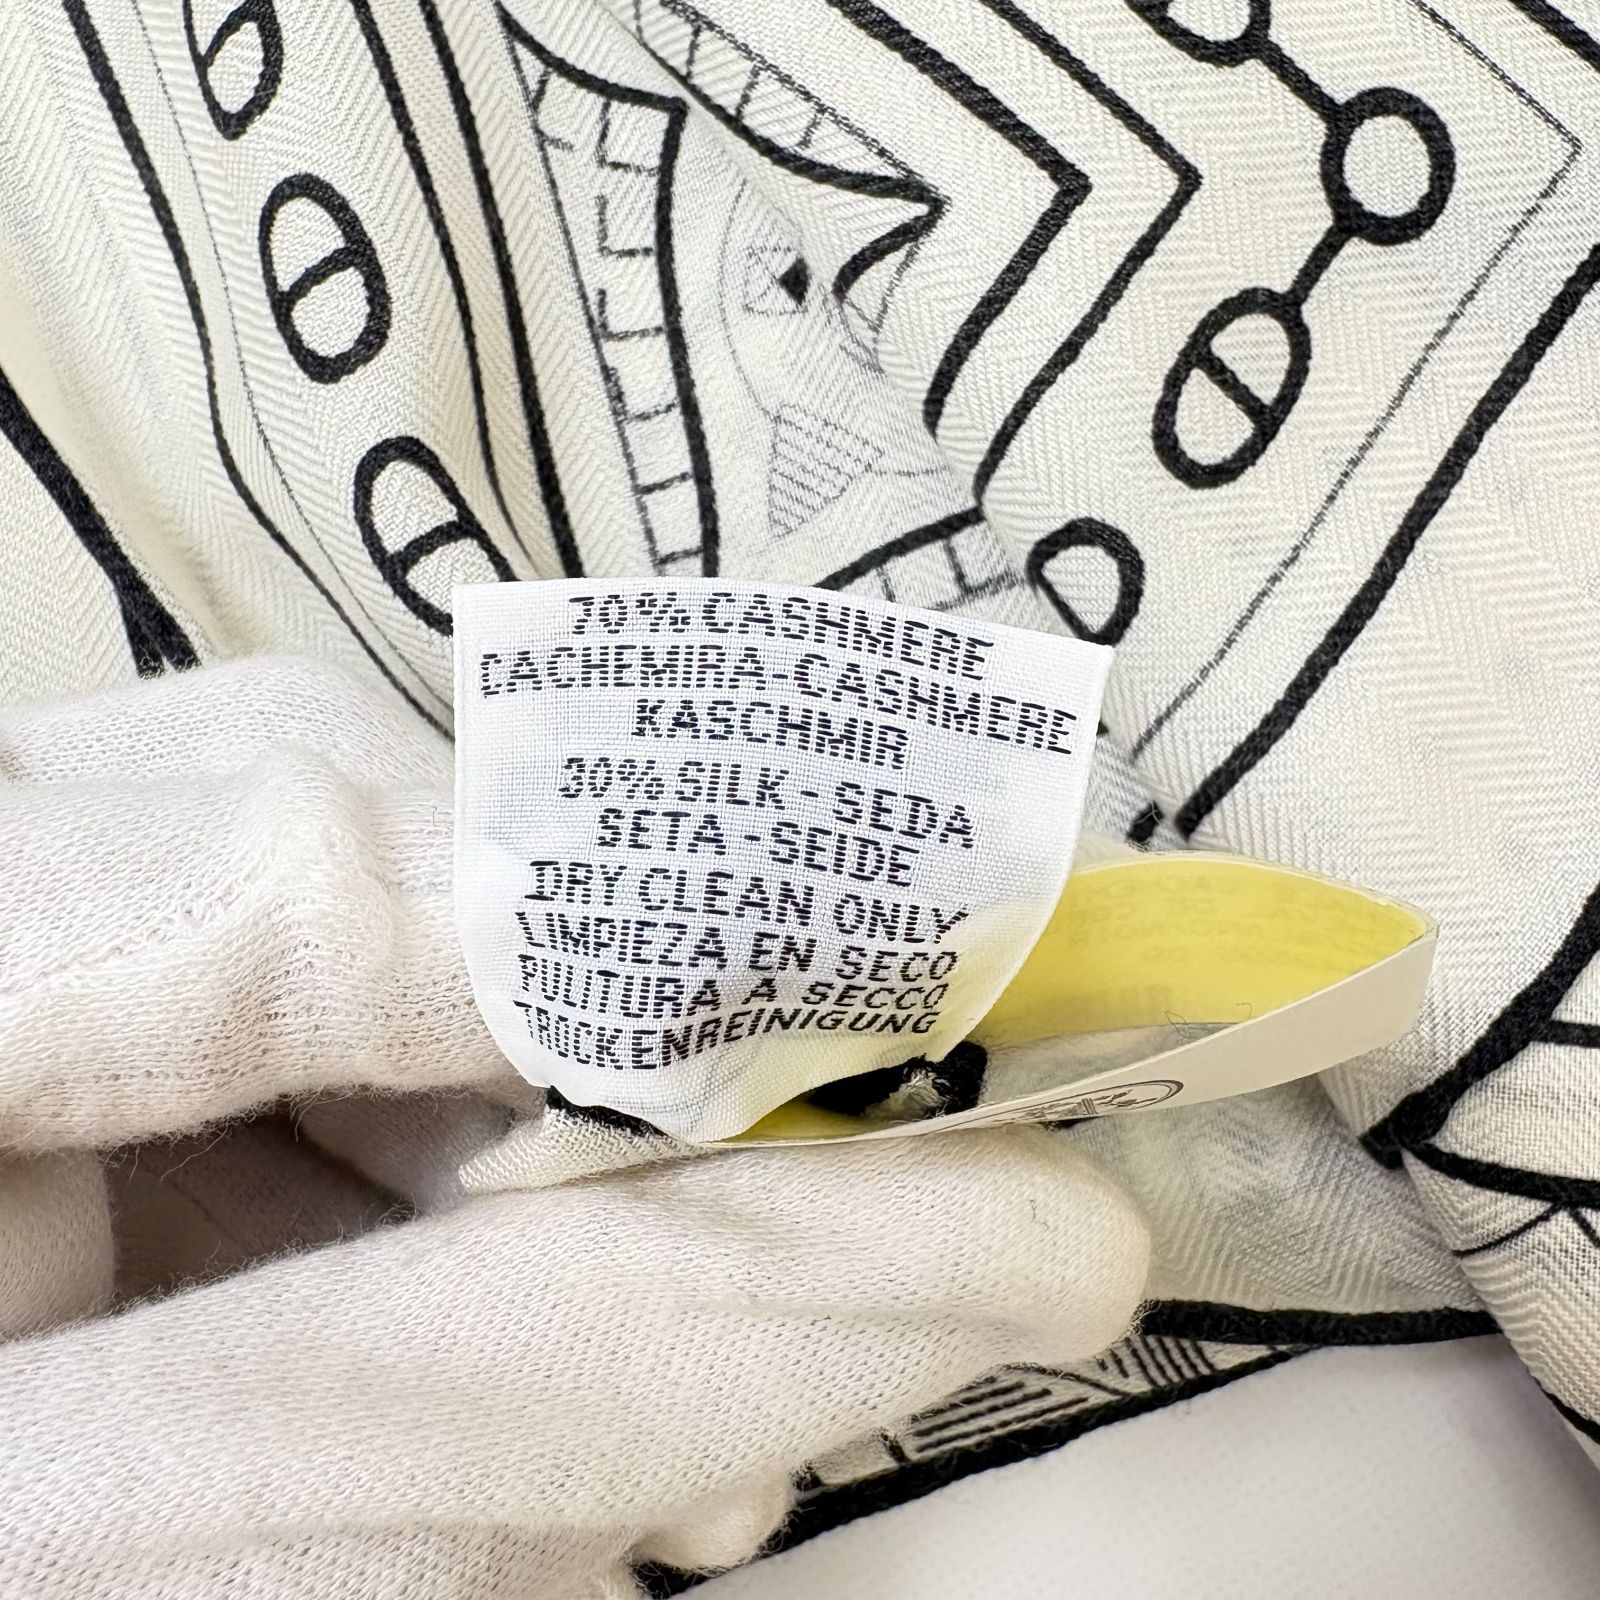 70% CASHMERE
CACHEMIRA-CASHMERE
KASCHMIR
30% SILK-SEDA
SETA-SEIDE
DRY CLEAN ONLY
LIMPIEZA EN SECO
PULITURA A SECCO
TROCKENREINIGUNG